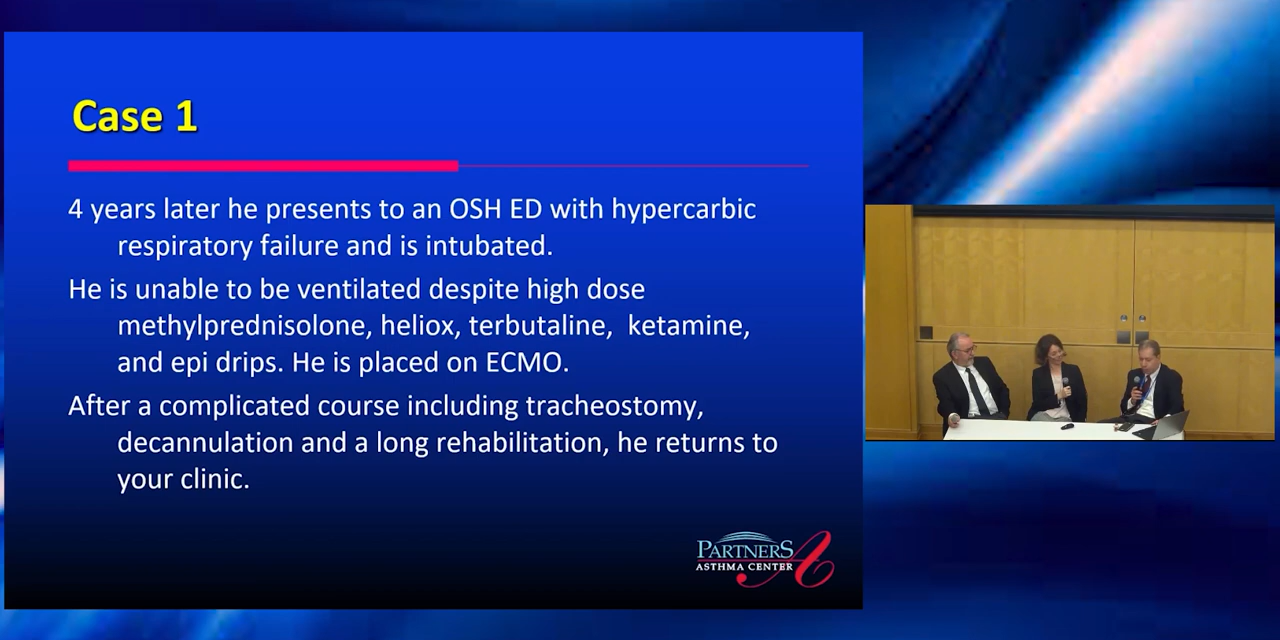 Case 1
4 years later he presents to an OSH ED with hypercarbic
respiratory failure and is intubated.
He is unable to be ventilated despite high dose
methylprednisolone, heliox, terbutaline, ketamine,
and epi drips. He is placed on ECMO.
After a complicated course including tracheostomy,
decannulation and a long rehabilitation, he returns to
your clinic.
PARTNERS
ASTHMA CENTER
A